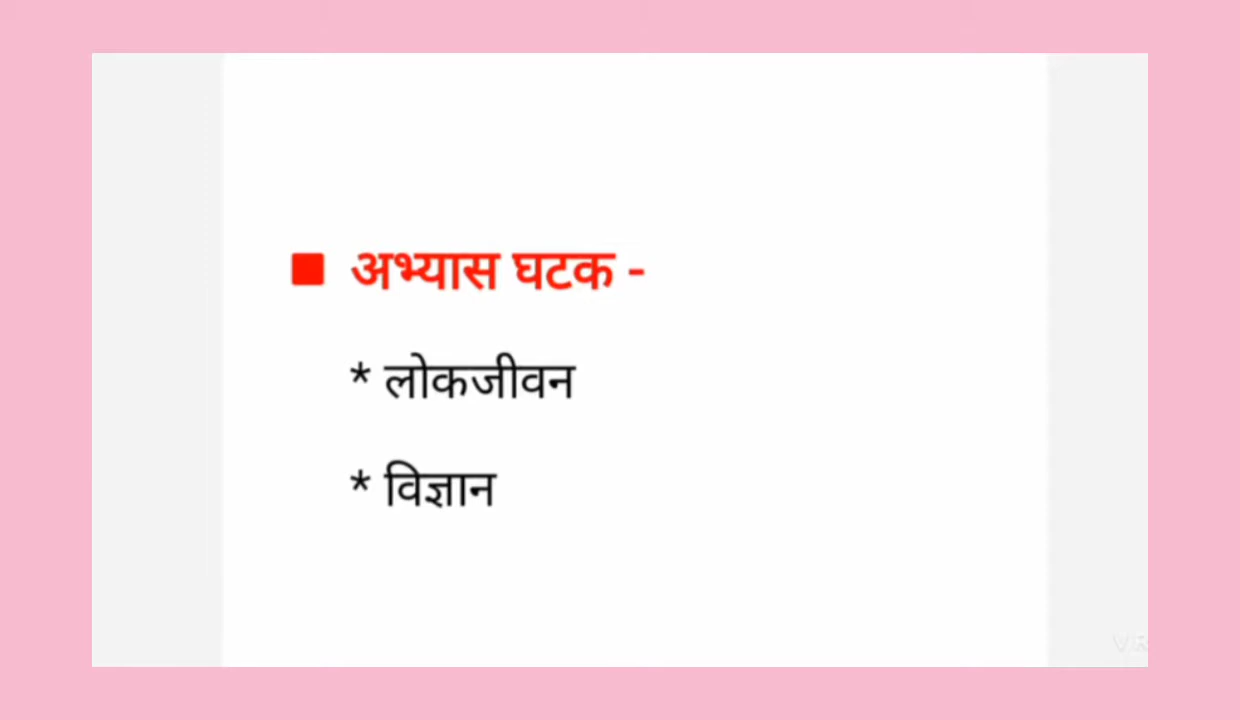 ■ अभ्यास घटक -
* लोकजीवन
* विज्ञान